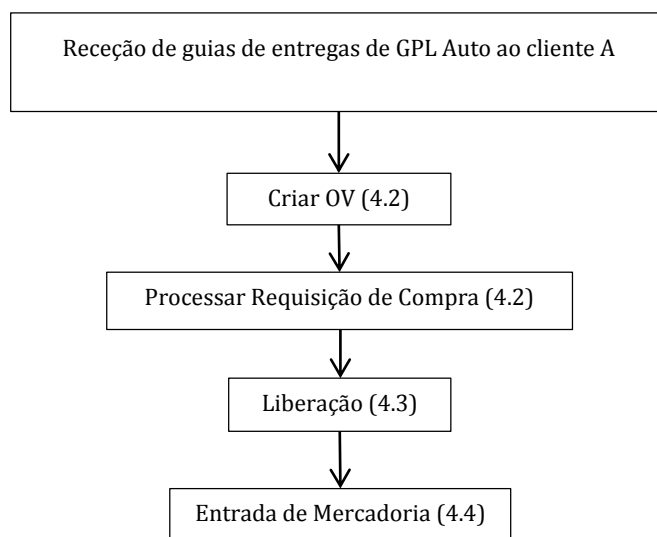 Receção de guias de entregas de GPL Auto ao cliente A
Criar OV (4.2)
Processar Requisição de Compra (4.2)
Liberação (4.3)
Entrada de Mercadoria (4.4)